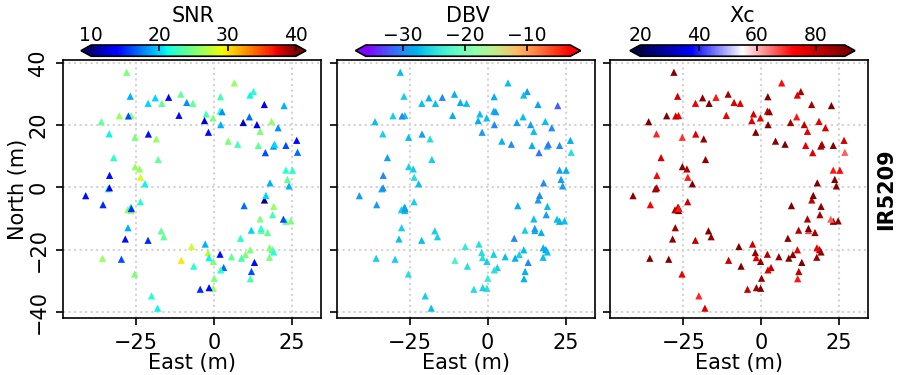 SNR DBV Xc
10 20 30 40 −30 −20 −10 20 40 60 80
40
20
0
−20
−40
North (m)
−25 0 25 −25 0 25 −25 0 25
East (m) East (m) East (m)
IR5209